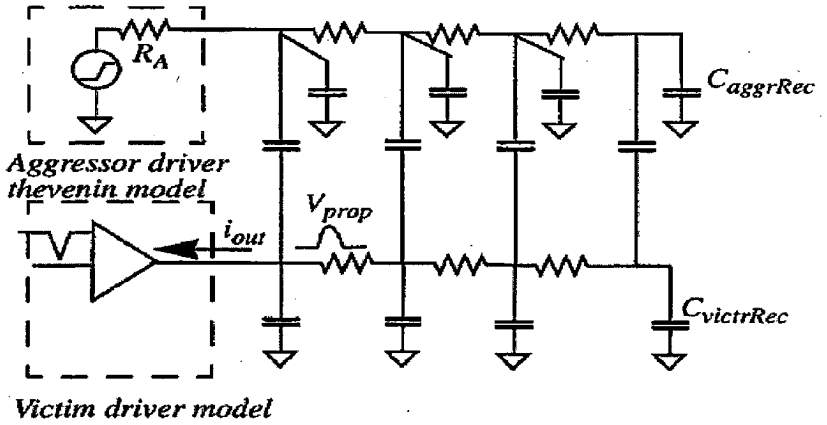 R_A
C_aggrRec
Aggressor driver
thevenin model
i_out
V_prop
C_victrRec
Victim driver model